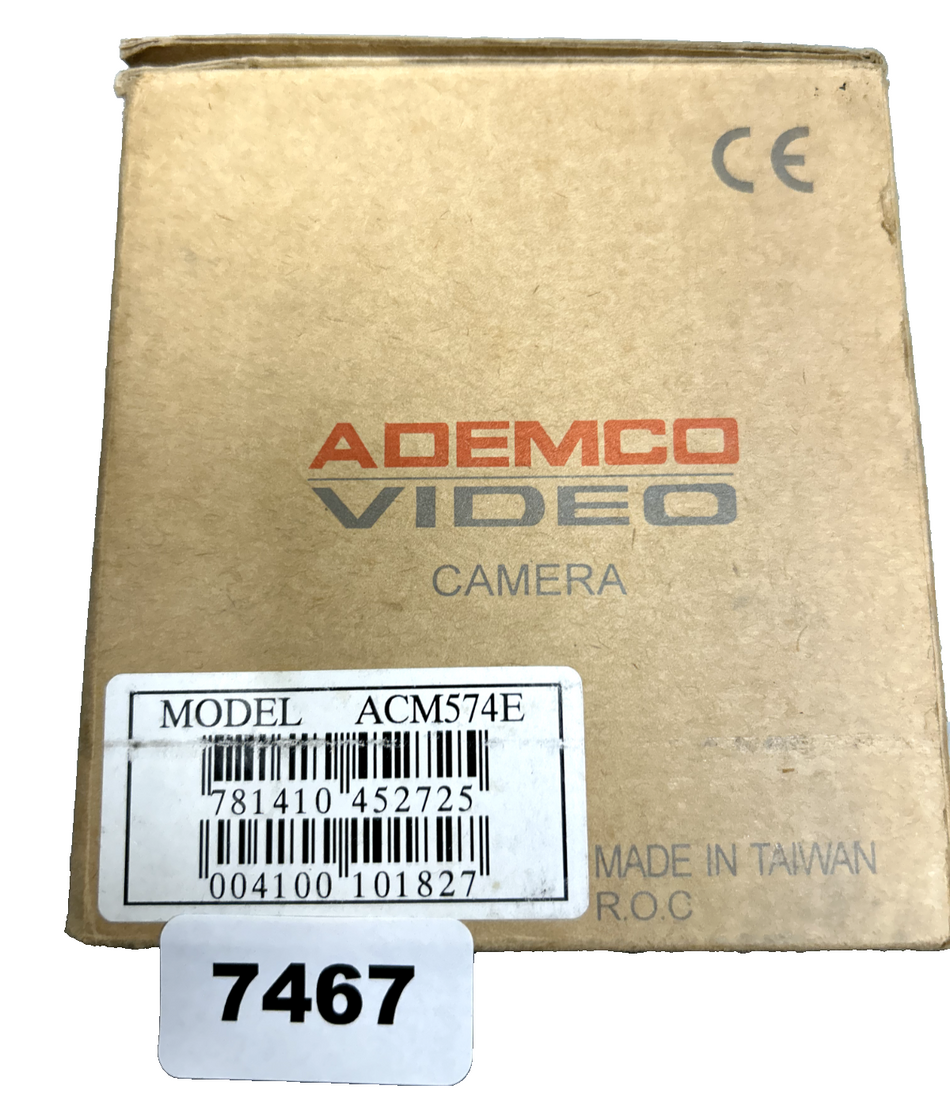 CE
ADEMCO
VIDEO
CAMERA
MODEL ACM574E
781410 452725
004100 101827
MADE IN TAIWAN
R.O.C
7467